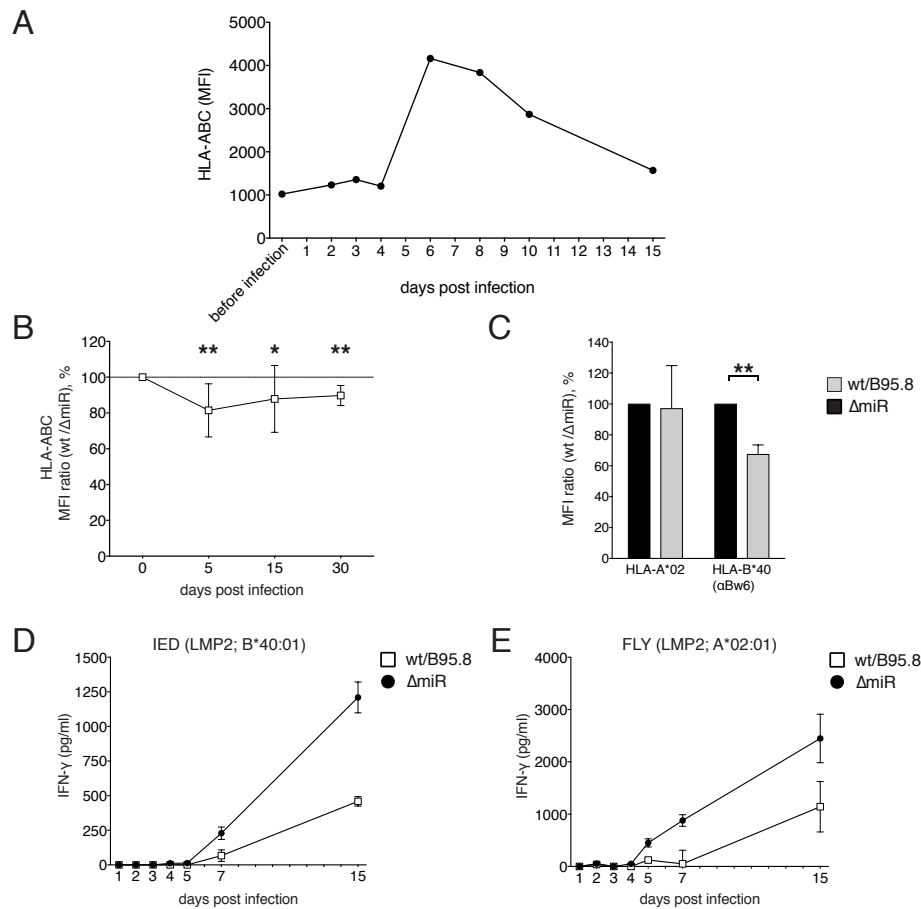 A
HLA-ABC (MFI)
5000
4000
3000
2000
1000
0
before infection 1 2 3 4 5 6 7 8 9 10 11 12 13 14 15
days post infection
B
HLA-ABC
MFI ratio (wt /ΔmiR), %
120
100
80
60
40
20
0
** * **
0 5 15 30
days post infection
C
MFI ratio (wt /ΔmiR), %
140
120
100
80
60
40
20
0
**
HLA-A*02 HLA-B*40
(αBw6)
wt/B95.8
ΔmiR
D
IED (LMP2; B*40:01)
IFN-γ (pg/ml)
1500
1250
1000
750
500
250
0
1 2 3 4 5 7 15
days post infection
wt/B95.8
ΔmiR
E
FLY (LMP2; A*02:01)
IFN-γ (pg/ml)
4000
3000
2000
1000
0
1 2 3 4 5 7 15
days post infection
wt/B95.8
ΔmiR